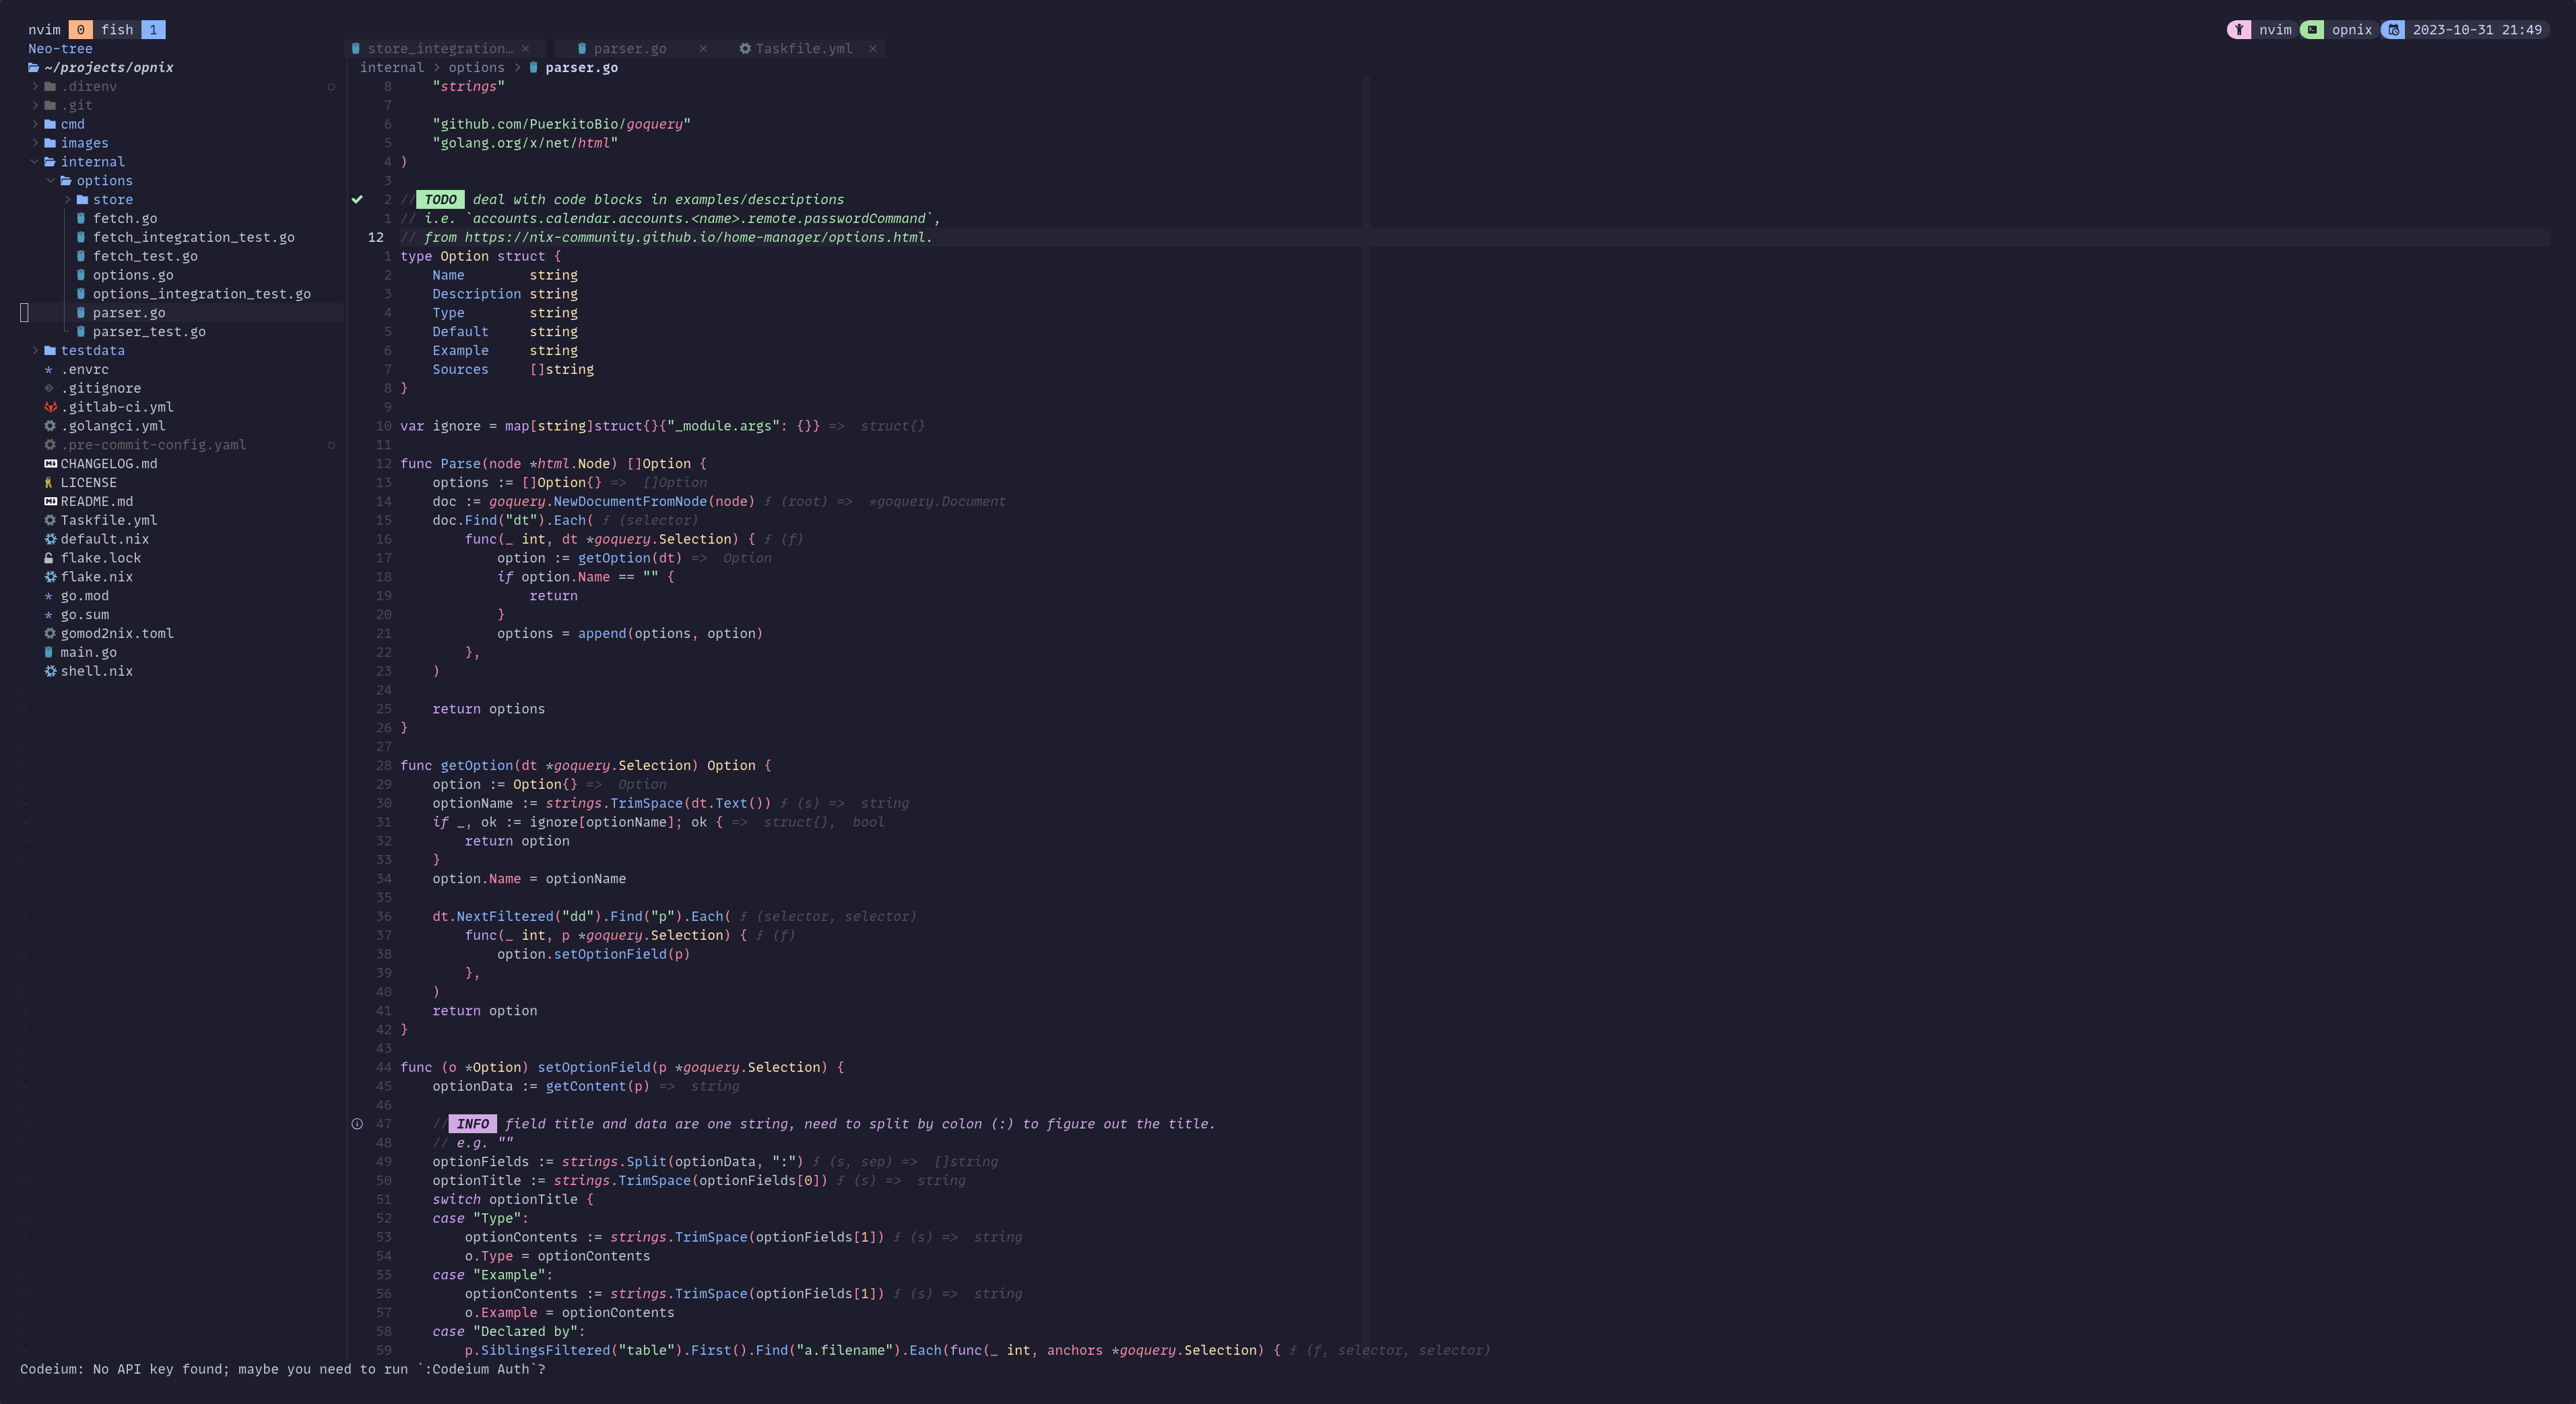 nvim 0 fish 1
nvim opnix 2023-10-31 21:49
Neo-tree
~/projects/opnix
.direnv
.git
cmd
images
internal
options
store
fetch.go
fetch_integration_test.go
fetch_test.go
options.go
options_integration_test.go
parser.go
parser_test.go
testdata
.envrc
.gitignore
.gitlab-ci.yml
.golangci.yml
.pre-commit-config.yaml
CHANGELOG.md
LICENSE
README.md
Taskfile.yml
default.nix
flake.lock
flake.nix
go.mod
go.sum
gomod2nix.toml
main.go
shell.nix
store_integration… × parser.go × Taskfile.yml ×
internal > options > parser.go
8     "strings"
7
6     "github.com/PuerkitoBio/goquery"
5     "golang.org/x/net/html"
4 )
3
2 // TODO deal with code blocks in examples/descriptions
1 // i.e. `accounts.calendar.accounts.<name>.remote.passwordCommand`,
12 // from https://nix-community.github.io/home-manager/options.html.
1 type Option struct {
2     Name        string
3     Description string
4     Type        string
5     Default     string
6     Example     string
7     Sources     []string
8 }
9
10 var ignore = map[string]struct{}{"_module.args": {}} => struct{}
11
12 func Parse(node *html.Node) []Option {
13     options := []Option{} => []Option
14     doc := goquery.NewDocumentFromNode(node) ƒ (root) => *goquery.Document
15     doc.Find("dt").Each( ƒ (selector)
16         func(_ int, dt *goquery.Selection) { ƒ (f)
17             option := getOption(dt) => Option
18             if option.Name == "" {
19                 return
20             }
21             options = append(options, option)
22         },
23     )
24
25     return options
26 }
27
28 func getOption(dt *goquery.Selection) Option {
29     option := Option{} => Option
30     optionName := strings.TrimSpace(dt.Text()) ƒ (s) => string
31     if _, ok := ignore[optionName]; ok { => struct{}, bool
32         return option
33     }
34     option.Name = optionName
35
36     dt.NextFiltered("dd").Find("p").Each( ƒ (selector, selector)
37         func(_ int, p *goquery.Selection) { ƒ (f)
38             option.setOptionField(p)
39         },
40     )
41     return option
42 }
43
44 func (o *Option) setOptionField(p *goquery.Selection) {
45     optionData := getContent(p) => string
46
47     // INFO field title and data are one string, need to split by colon (:) to figure out the title.
48     // e.g. ""
49     optionFields := strings.Split(optionData, ":") ƒ (s, sep) => []string
50     optionTitle := strings.TrimSpace(optionFields[0]) ƒ (s) => string
51     switch optionTitle {
52     case "Type":
53         optionContents := strings.TrimSpace(optionFields[1]) ƒ (s) => string
54         o.Type = optionContents
55     case "Example":
56         optionContents := strings.TrimSpace(optionFields[1]) ƒ (s) => string
57         o.Example = optionContents
58     case "Declared by":
59         p.SiblingsFiltered("table").First().Find("a.filename").Each(func(_ int, anchors *goquery.Selection) { ƒ (f, selector, selector)
Codeium: No API key found; maybe you need to run `:Codeium Auth`?